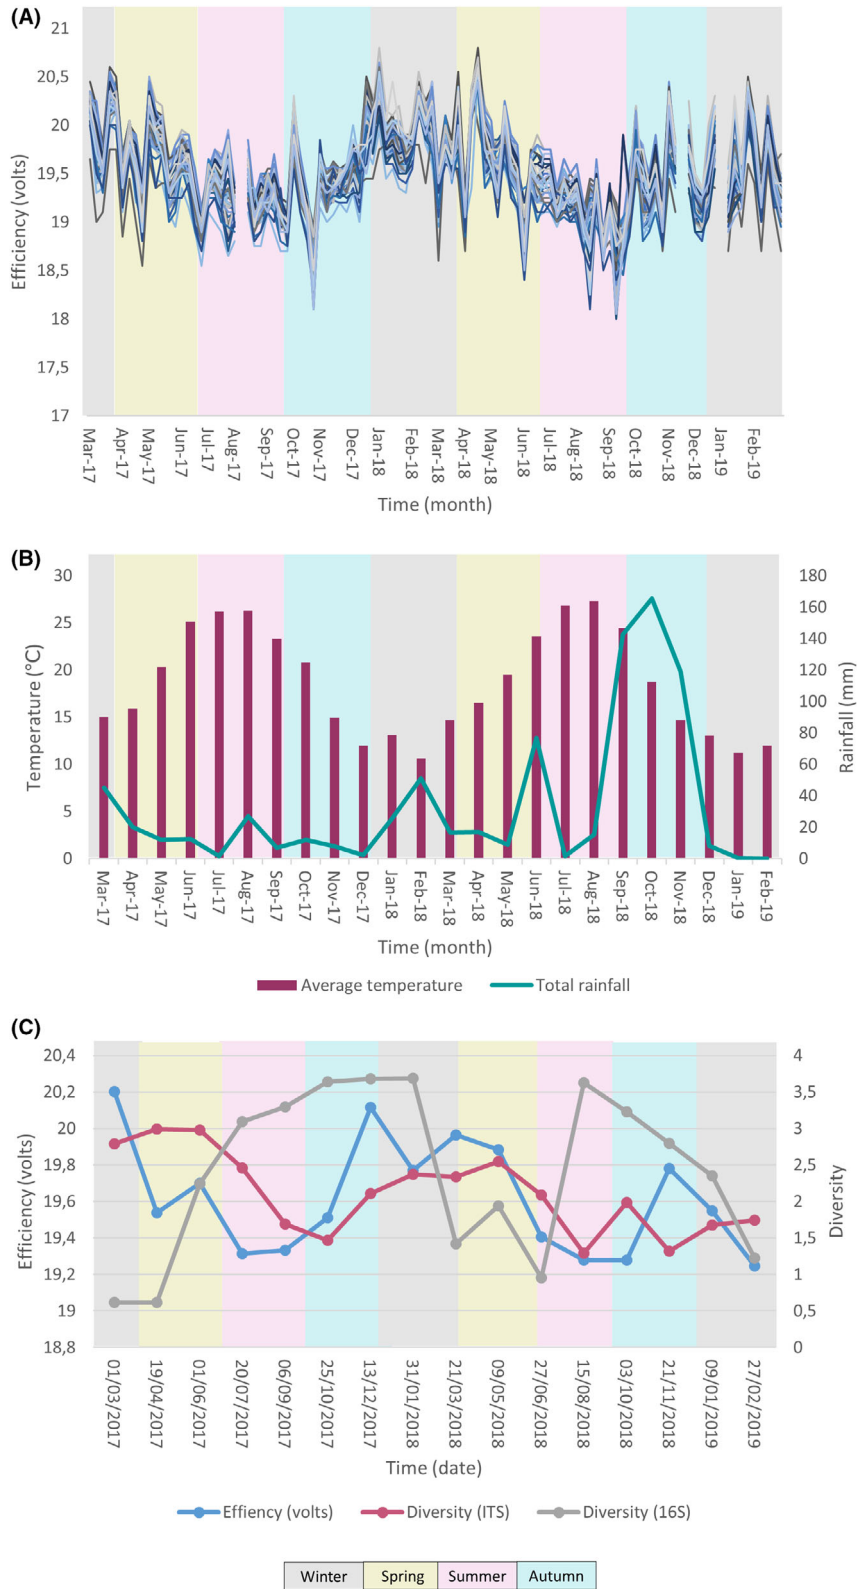 (A)
21
20,5
20
19,5
19
18,5
18
17,5
17
Efficiency (volts)
Mar-17
Apr-17
May-17
Jun-17
Jul-17
Aug-17
Sep-17
Oct-17
Nov-17
Dec-17
Jan-18
Feb-18
Mar-18
Apr-18
May-18
Jun-18
Jul-18
Aug-18
Sep-18
Oct-18
Nov-18
Dec-18
Jan-19
Feb-19
Time (month)
(B)
30
25
20
15
10
5
0
Temperature (°C)
180
160
140
120
100
80
60
40
20
0
Rainfall (mm)
Mar-17
Apr-17
May-17
Jun-17
Jul-17
Aug-17
Sep-17
Oct-17
Nov-17
Dec-17
Jan-18
Feb-18
Mar-18
Apr-18
May-18
Jun-18
Jul-18
Aug-18
Sep-18
Oct-18
Nov-18
Dec-18
Jan-19
Feb-19
Time (month)
Average temperature Total rainfall
(C)
20,4
20,2
20
19,8
19,6
19,4
19,2
19
18,8
Efficiency (volts)
4
3,5
3
2,5
2
1,5
1
0,5
0
Diversity
01/03/2017
19/04/2017
01/06/2017
20/07/2017
06/09/2017
25/10/2017
13/12/2017
31/01/2018
21/03/2018
09/05/2018
27/06/2018
15/08/2018
03/10/2018
21/11/2018
09/01/2019
27/02/2019
Time (date)
Effiency (volts) Diversity (ITS) Diversity (16S)
Winter Spring Summer Autumn